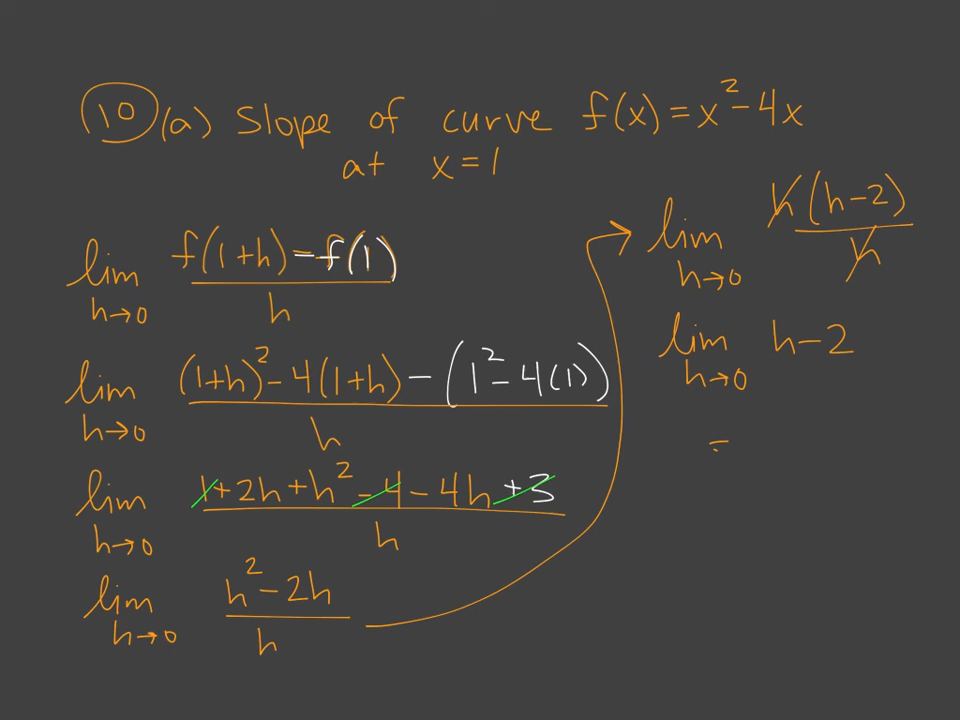 10 (a) Slope of curve f(x) = x² - 4x
at x = 1
lim h→0 f(1+h) - f(1) / h
lim h→0 (1+h)² - 4(1+h) - (1² - 4(1)) / h
lim h→0 1 + 2h + h² - 4 - 4h + 3 / h
lim h→0 h² - 2h / h
lim h→0 h(h-2) / h
lim h→0 h - 2
=